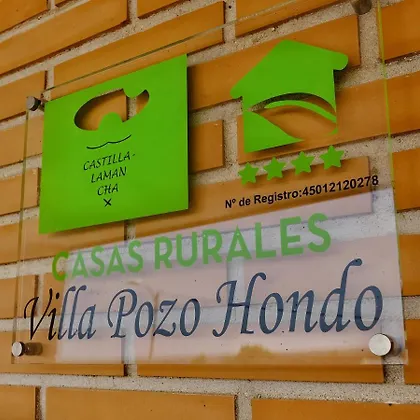 CASTILLA-
LAMAN
CHA
Nº de Registro:45012120278
CASAS RURALES
Villa Pozo Hondo